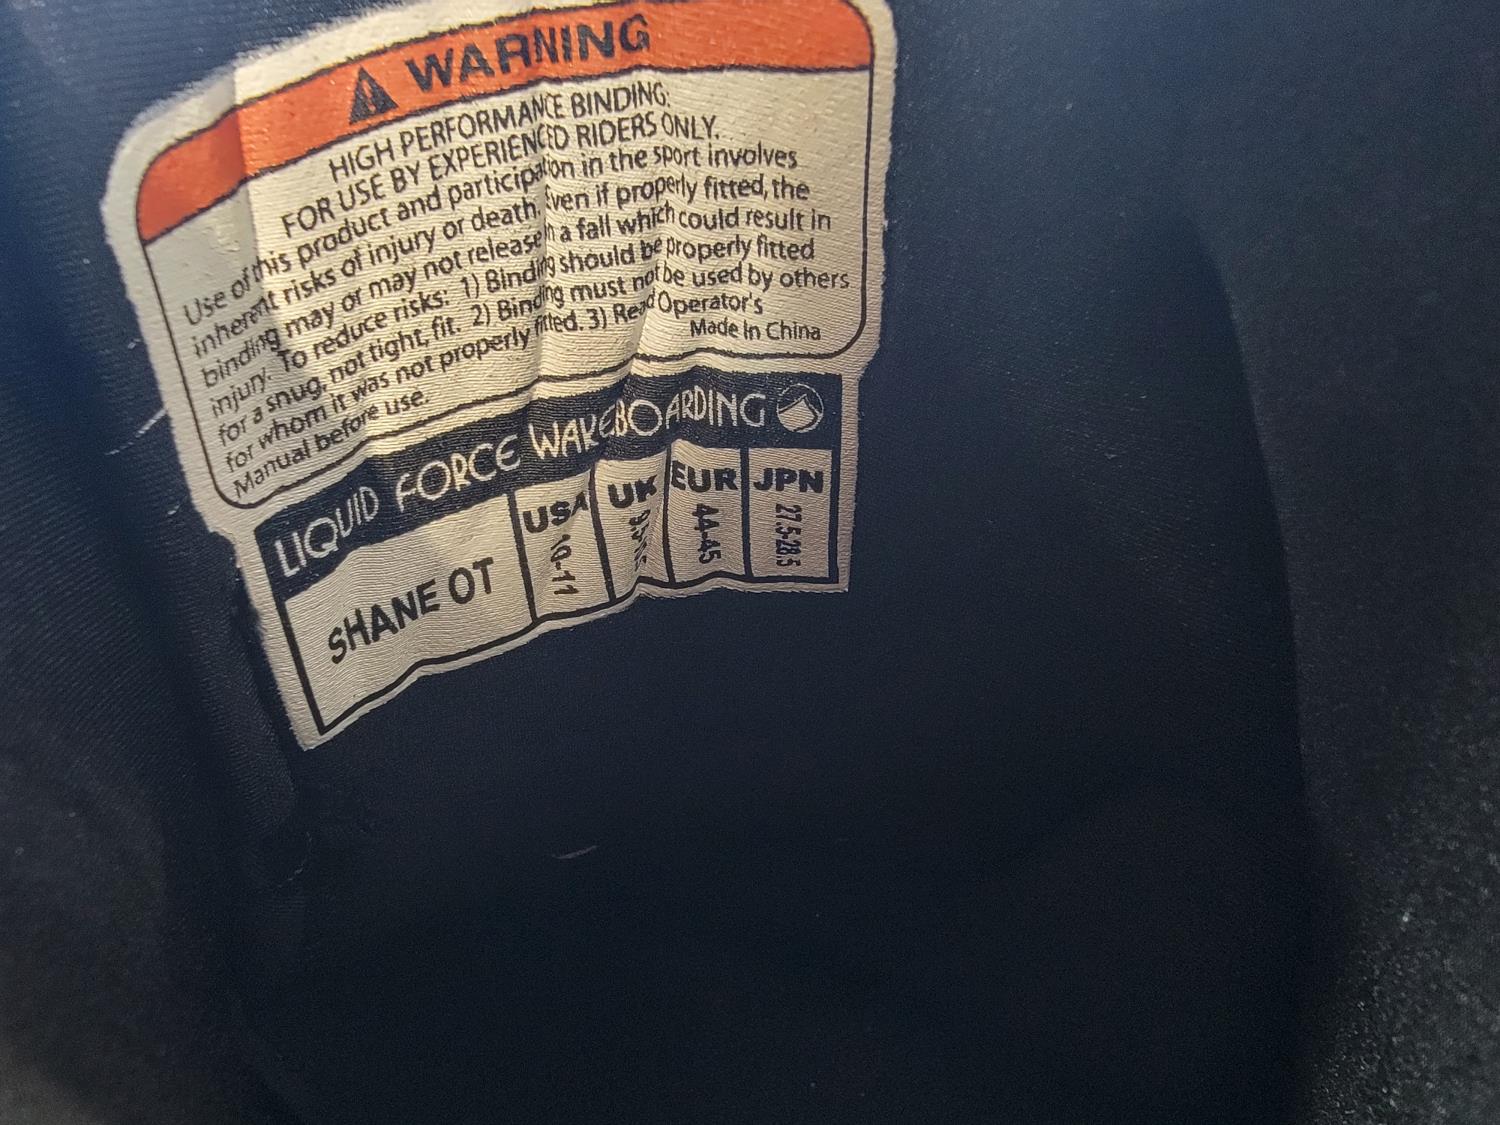 WARNING
HIGH PERFORMANCE BINDING:
FOR USE BY EXPERIENCED RIDERS ONLY.
Use of this product and participation in the sport involves
inherent risks of injury or death. Even if properly fitted, the
binding may or may not release in a fall which could result in
injury. To reduce risks: 1) Binding should be properly fitted
for a snug, not tight, fit. 2) Binding must not be used by others
for whom it was not properly fitted. 3) Read Operator's
Manual before use.
Made In China
LIQUID FORCE WAKEBOARDING
SHANE OT
USA UK EUR JPN
10-11 44-45 27.5-28.5